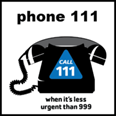 phone 111
CALL
111
when it's less
urgent than 999